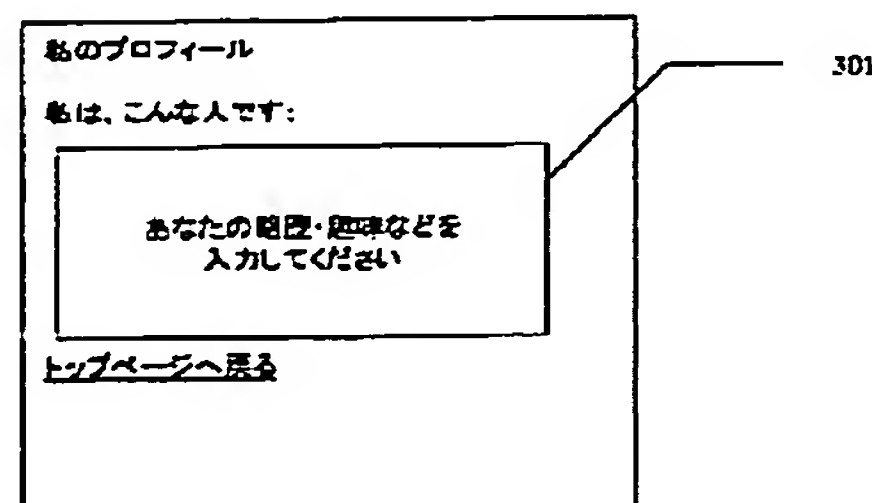 私のプロフィール
301
私は、こんな人です:
あなたの略歴・趣味などを
入力してください
トップページへ戻る